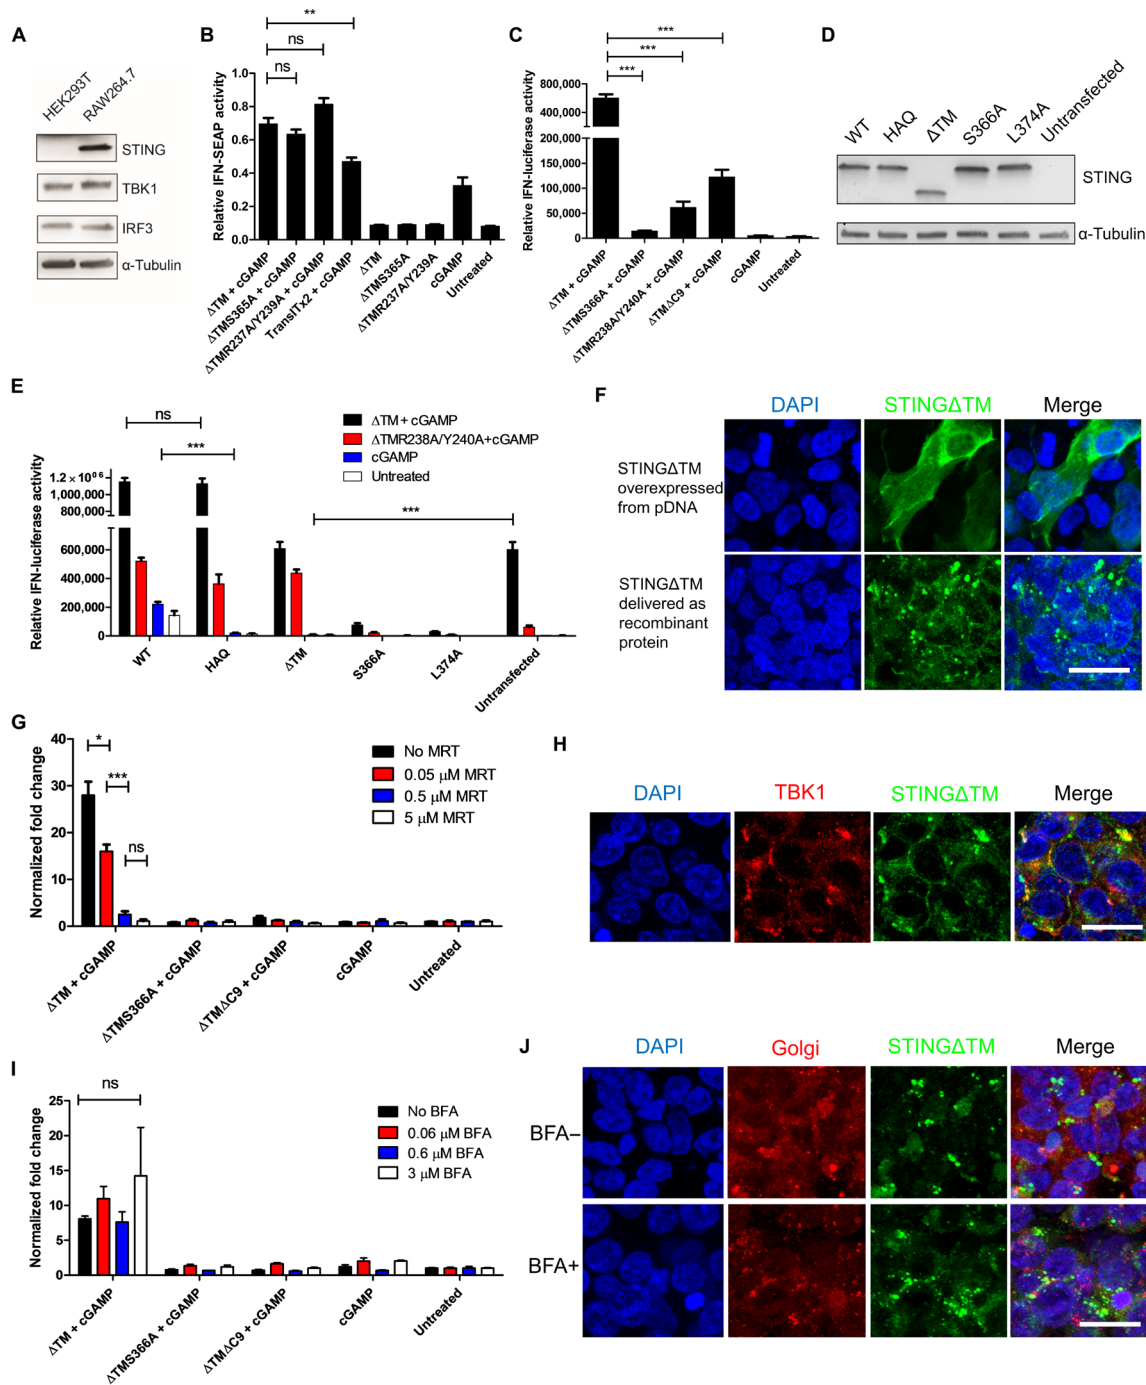 A
HEK293T
RAW264.7
STING
TBK1
IRF3
α-Tubulin
B
**
ns
ns
Relative IFN-SEAP activity
1.0
0.8
0.6
0.4
0.2
0.0
ΔTM + cGAMP
ΔTMS365A + cGAMP
ΔTMR237A/Y239A + cGAMP
TransITx2 + cGAMP
ΔTM
ΔTMS365A
ΔTMR237A/Y239A
cGAMP
Untreated
C
***
***
***
Relative IFN-luciferase activity
800,000
600,000
400,000
200,000
200,000
150,000
100,000
50,000
0
ΔTM + cGAMP
ΔTMS366A + cGAMP
ΔTMR238A/Y240A + cGAMP
ΔTMΔC9 + cGAMP
cGAMP
Untreated
D
WT
HAQ
ΔTM
S366A
L374A
Untransfected
STING
α-Tubulin
E
ns
***
***
ΔTM + cGAMP
ΔTMR238A/Y240A+cGAMP
cGAMP
Untreated
Relative IFN-luciferase activity
1.2×10⁰⁶
1,000,000
800,000
600,000
400,000
200,000
0
WT
HAQ
ΔTM
S366A
L374A
Untransfected
F
DAPI
STINGΔTM
Merge
STINGΔTM
overexpressed
from pDNA
STINGΔTM
delivered as
recombinant
protein
G
*
***
ns
No MRT
0.05 μM MRT
0.5 μM MRT
5 μM MRT
Normalized fold change
40
30
20
10
0
ΔTM + cGAMP
ΔTMS366A + cGAMP
ΔTMΔC9 + cGAMP
cGAMP
Untreated
H
DAPI
TBK1
STINGΔTM
Merge
I
ns
No BFA
0.06 μM BFA
0.6 μM BFA
3 μM BFA
Normalized fold change
25
20
15
10
5
0
ΔTM + cGAMP
ΔTMS366A + cGAMP
ΔTMΔC9 + cGAMP
cGAMP
Untreated
J
DAPI
Golgi
STINGΔTM
Merge
BFA–
BFA+